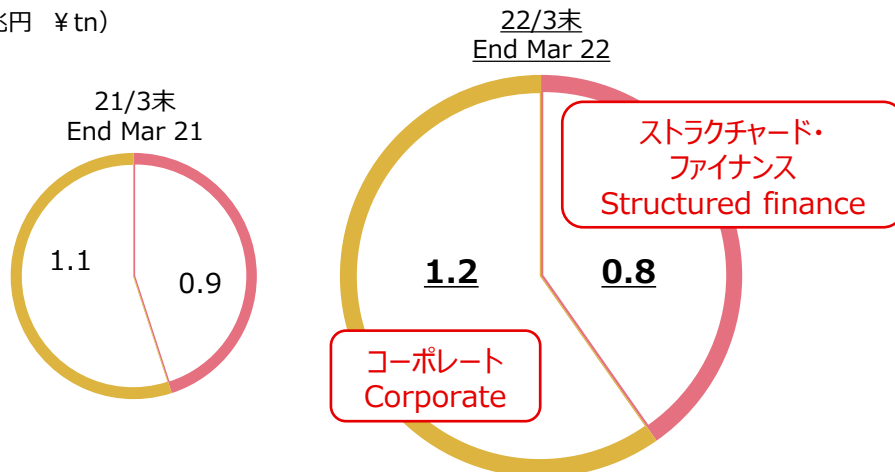 兆円 ¥tn）
22/3末
End Mar 22
21/3末
End Mar 21
ストラクチャード・
ファイナンス
Structured finance
1.1
0.9
1.2
0.8
コーポレート
Corporate